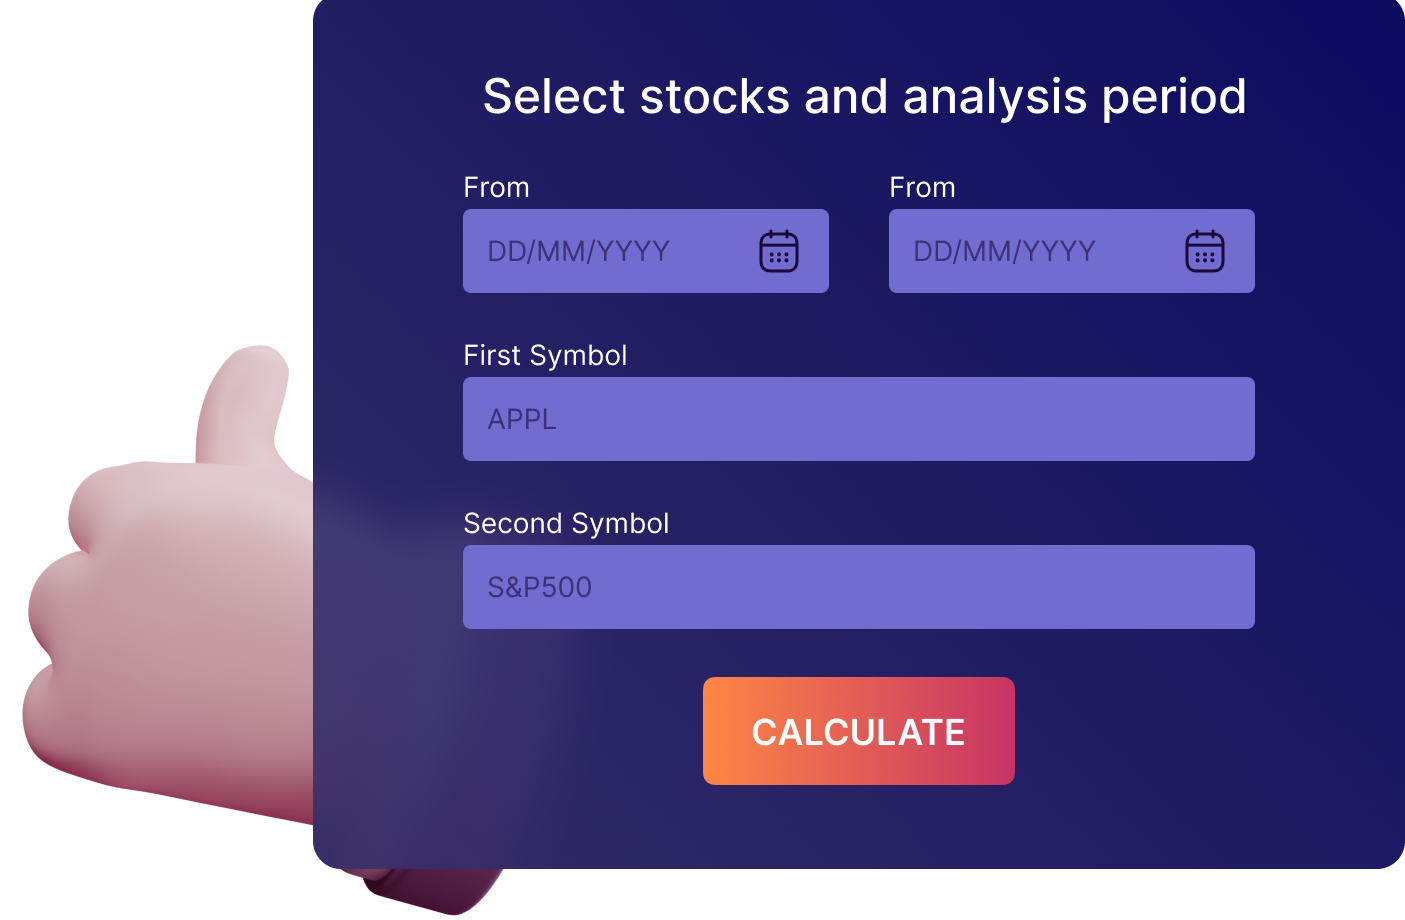 Select stocks and analysis period
From From
DD/MM/YYYY DD/MM/YYYY
First Symbol
APPL
Second Symbol
S&P500
CALCULATE